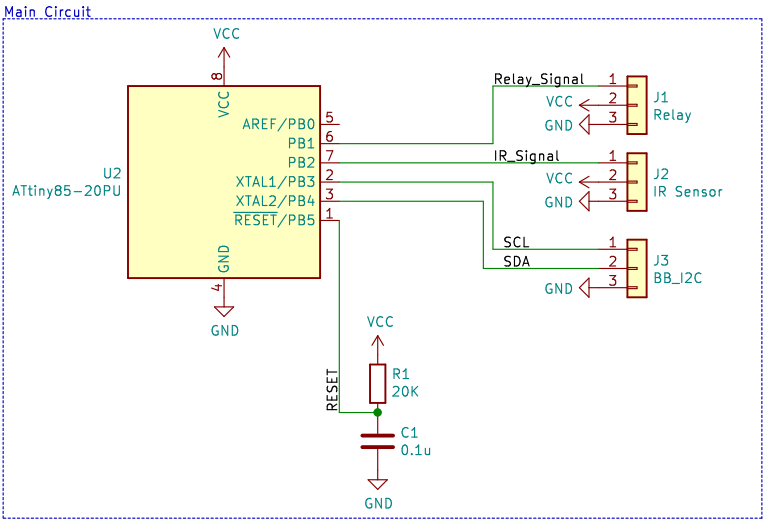 Main Circuit
VCC
8
VCC
U2
ATtiny85-20PU
AREF/PB0
5
PB1
6
PB2
7
XTAL1/PB3
2
XTAL2/PB4
3
RESET/PB5
1
GND
4
GND
Relay_Signal
1
VCC
2
GND
3
J1
Relay
IR_Signal
1
VCC
2
GND
3
J2
IR Sensor
SCL
1
SDA
2
GND
3
J3
BB_I2C
VCC
RESET
R1
20K
C1
0.1u
GND